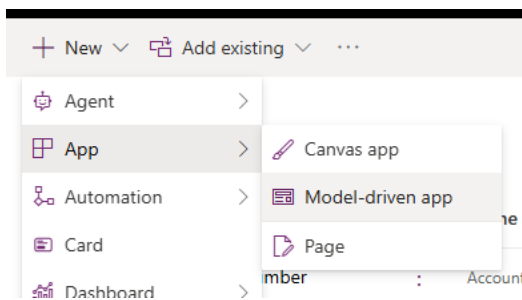 New Add existing ...
Agent
App
Canvas app
Automation
Model-driven app
Card
Page
Dashboard
mber : Account